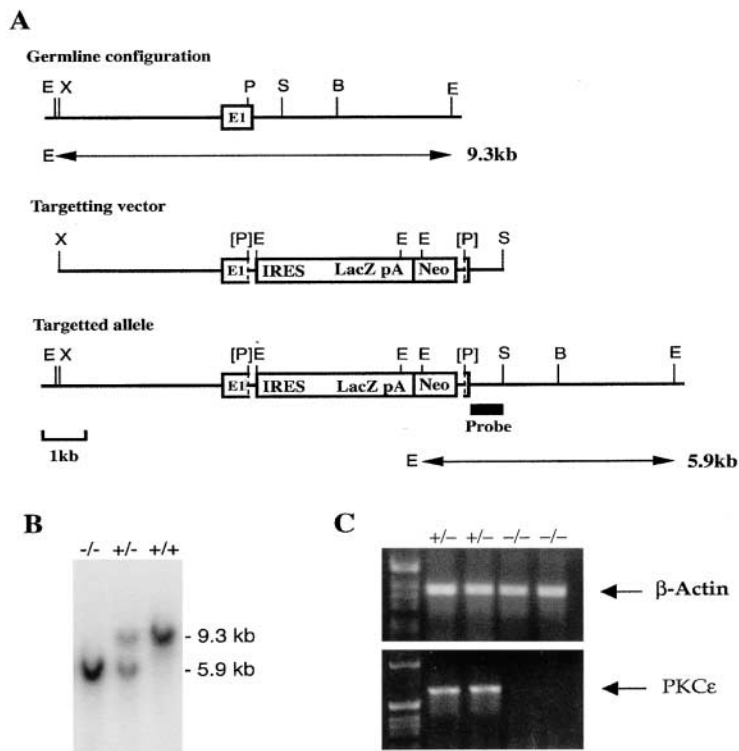 A
Germline configuration
E X P S B E
E1
E 9.3kb
Targetting vector
X [P] E E E [P] S
E1 IRES LacZ pA Neo
Targetted allele
E X [P] E E E [P] S B E
E1 IRES LacZ pA Neo
Probe
1kb
E 5.9kb
B
-/- +/- +/+
- 9.3 kb
- 5.9 kb
C
+/– +/– –/– –/–
β-Actin
PKCε